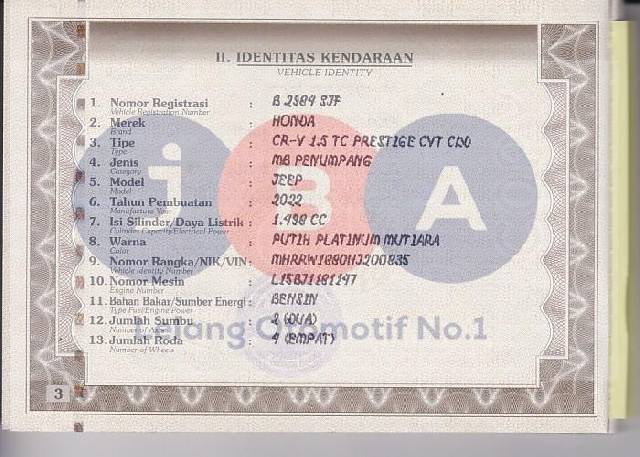 II. IDENTITAS KENDARAAN
VEHICLE IDENTITY
1. Nomor Registrasi : B 2589 SJF
Vehicle Registration Number
2. Merek : HONDA
Brand
3. Tipe : CR-V 1.5 TC PRESTIGE CVT CKD
Type
4. Jenis : MB PENUMPANG
Category
5. Model : JEEP
Model
6. Tahun Pembuatan : 2022
Manufacture Year
7. Isi Silinder/Daya Listrik : 1.498 CC
Cylinder Capacity/Electrical Power
8. Warna : PUTIH PLATINUM MUTIARA
Color
9. Nomor Rangka/NIK/VIN :
Vehicle Identity Number
10. Nomor Mesin :
Engine Number
11. Bahan Bakar/Sumber Energi : BENSIN
Type Fuel/Engine Power
12. Jumlah Sumbu : 2 (DUA)
13. Jumlah Roda : 4 (EMPAT)
Number of Wheels
j B A
Lelang Otomotif No.1
3